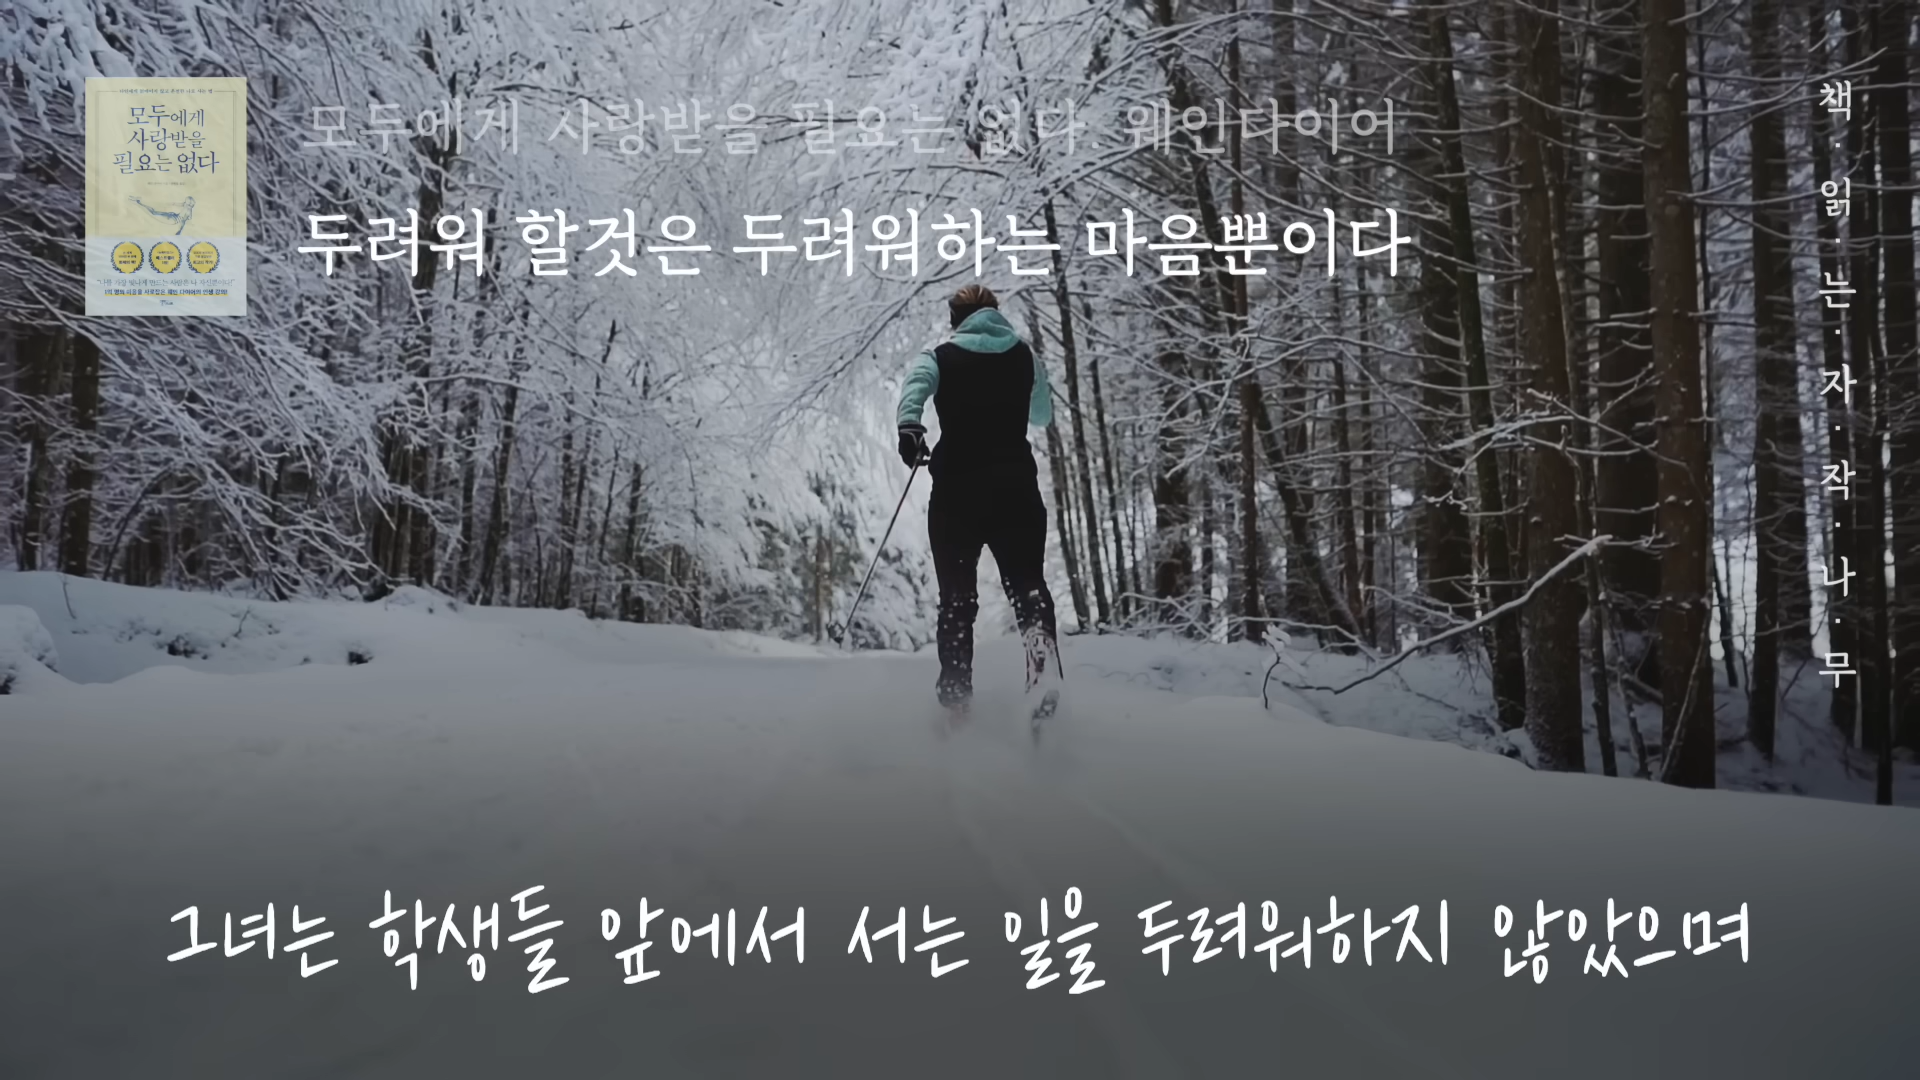 모두에게
사랑받을
필요는 없다
모두에게 사랑받을 필요는 없다. 웨인다이어
두려워 할것은 두려워하는 마음뿐이다
책·읽·는·자·작·나·무
그녀는 학생들 앞에서 서는 일을 두려워하지 않았으며